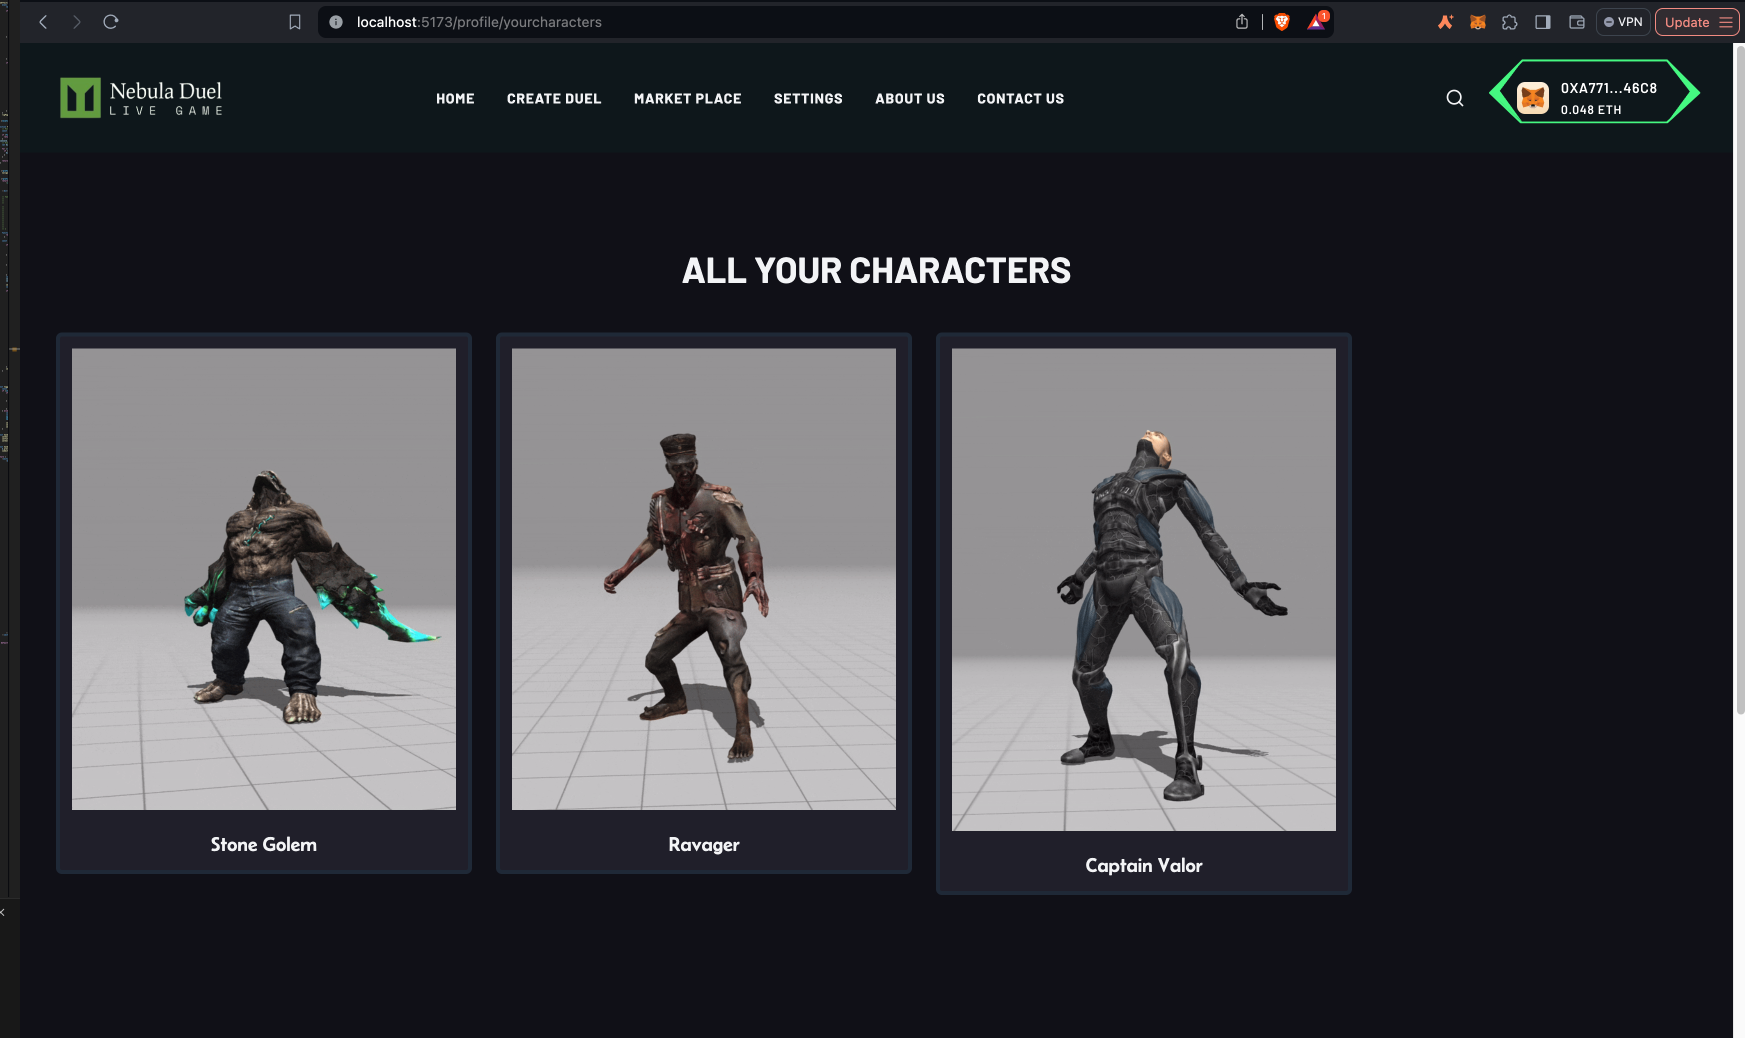 localhost:5173/profile/yourcharacters
1
VPN
Update
Nebula Duel
LIVE GAME
HOME
CREATE DUEL
MARKET PLACE
SETTINGS
ABOUT US
CONTACT US
0XA771...46C8
0.048 ETH
ALL YOUR CHARACTERS
Stone Golem
Ravager
Captain Valor